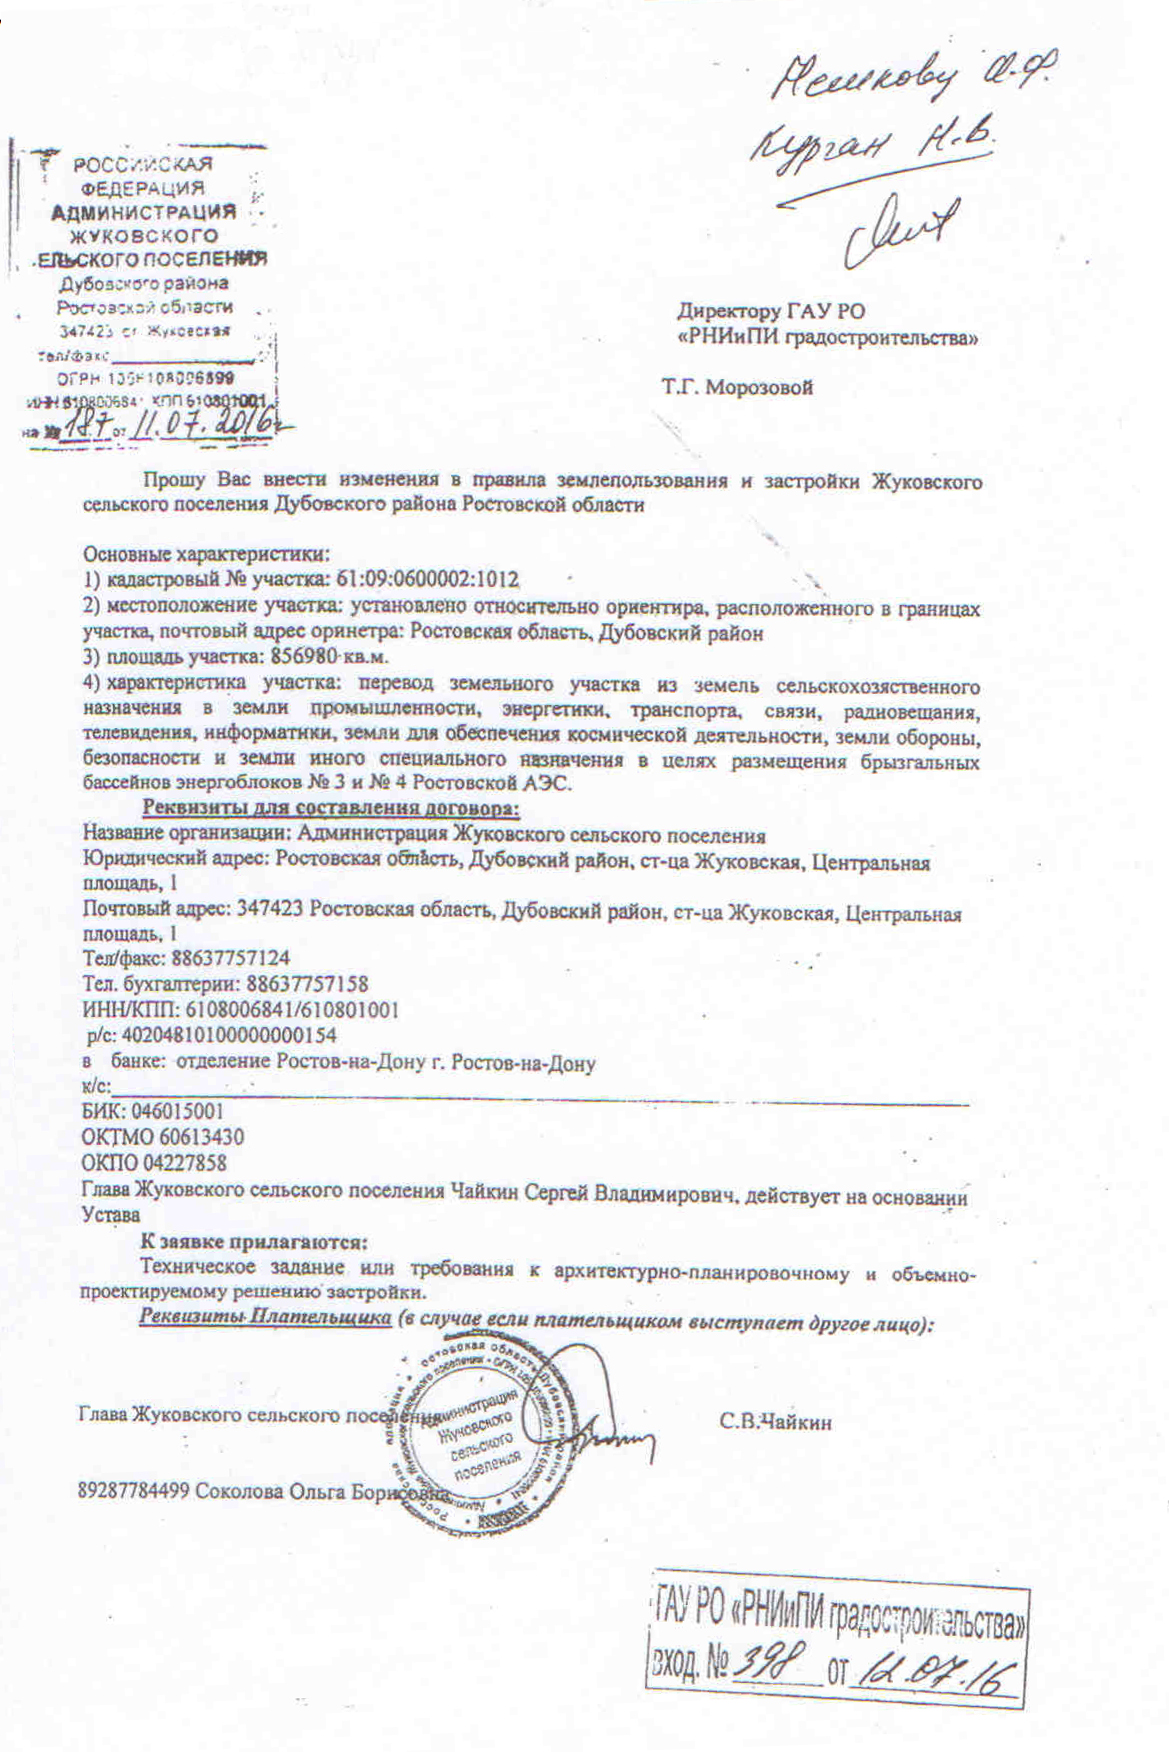 Курган Н.В.
РОССИЙСКАЯ
ФЕДЕРАЦИЯ
АДМИНИСТРАЦИЯ
ЖУКОВСКОГО
ЕЛЬСКОГО ПОСЕЛЕНИЯ
Дубовского района
Ростовской области
347423 ст Жуковская
тел/факс
ОГРН
ИНН КПП 610801001
на № 187 от 11.07.2016г
Директору ГАУ РО
«РНИиПИ градостроительства»
Т.Г. Морозовой
Прошу Вас внести изменения в правила землепользования и застройки Жуковского
сельского поселения Дубовского района Ростовской области
Основные характеристики:
1) кадастровый № участка: 61:09:0600002:1012
2) местоположение участка: установлено относительно ориентира, расположенного в границах
участка, почтовый адрес оринетра: Ростовская область, Дубовский район
3) площадь участка: 856980 кв.м.
4) характеристика участка: перевод земельного участка из земель сельскохозяственного
назначения в земли промышленности, энергетики, транспорта, связи, радиовещания,
телевидения, информатики, земли для обеспечения космической деятельности, земли обороны,
безопасности и земли иного специального назначения в целях размещения брызгальных
бассейнов энергоблоков № 3 и № 4 Ростовской АЭС.
Реквизиты для составления договора:
Название организации: Администрация Жуковского сельского поселения
Юридический адрес: Ростовская область, Дубовский район, ст-ца Жуковская, Центральная
площадь, 1
Почтовый адрес: 347423 Ростовская область, Дубовский район, ст-ца Жуковская, Центральная
площадь, 1
Тел/факс: 88637757124
Тел. бухгалтерии: 88637757158
ИНН/КПП: 6108006841/610801001
р/с: 40204810100000000154
в банке: отделение Ростов-на-Дону г. Ростов-на-Дону
к/с:
БИК: 046015001
ОКТМО 60613430
ОКПО 04227858
Глава Жуковского сельского поселения Чайкин Сергей Владимирович, действует на основании
Устава
К заявке прилагаются:
Техническое задание или требования к архитектурно-планировочному и объемно-
проектируемому решению застройки.
Реквизиты Плательщика (в случае если плательщиком выступает другое лицо):
Глава Жуковского сельского поселения С.В.Чайкин
Администрация
Жуковского
сельского
поселения
89287784499 Соколова Ольга Борисовна
ГАУ РО «РНИиПИ градостроительства»
вход. № 398 от 12.07.16